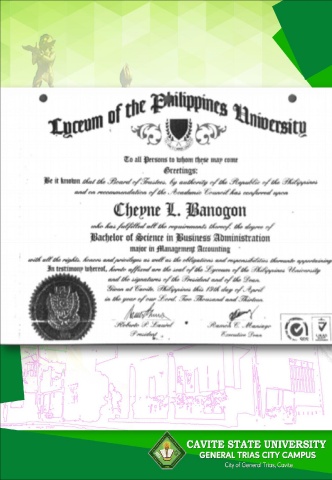 Lyceum of the Philippines University
To all Persons to whom these may come
Greetings:
Be it known that the Board of Trustees, by authority of the Republic of the Philippines
and on recommendation of the Academic Council has conferred upon
Cheyne L. Banogon
who has fulfilled all the requirements thereof, the degree of
Bachelor of Science in Business Administration
major in Management Accounting
with all the rights, honors and privileges as well as the obligations and responsibilities thereunto appertaining
In testimony whereof, hereto affixed are the seal of the Lyceum of the Philippines University
and the signatures of the President and of the Dean.
Given at Cavite, Philippines this 13th day of April
in the year of our Lord, Two Thousand and Thirteen.
Roberto P. Laurel
President
Executive Dean
CAVITE STATE UNIVERSITY
GENERAL TRIAS CITY CAMPUS
City of General Trias, Cavite